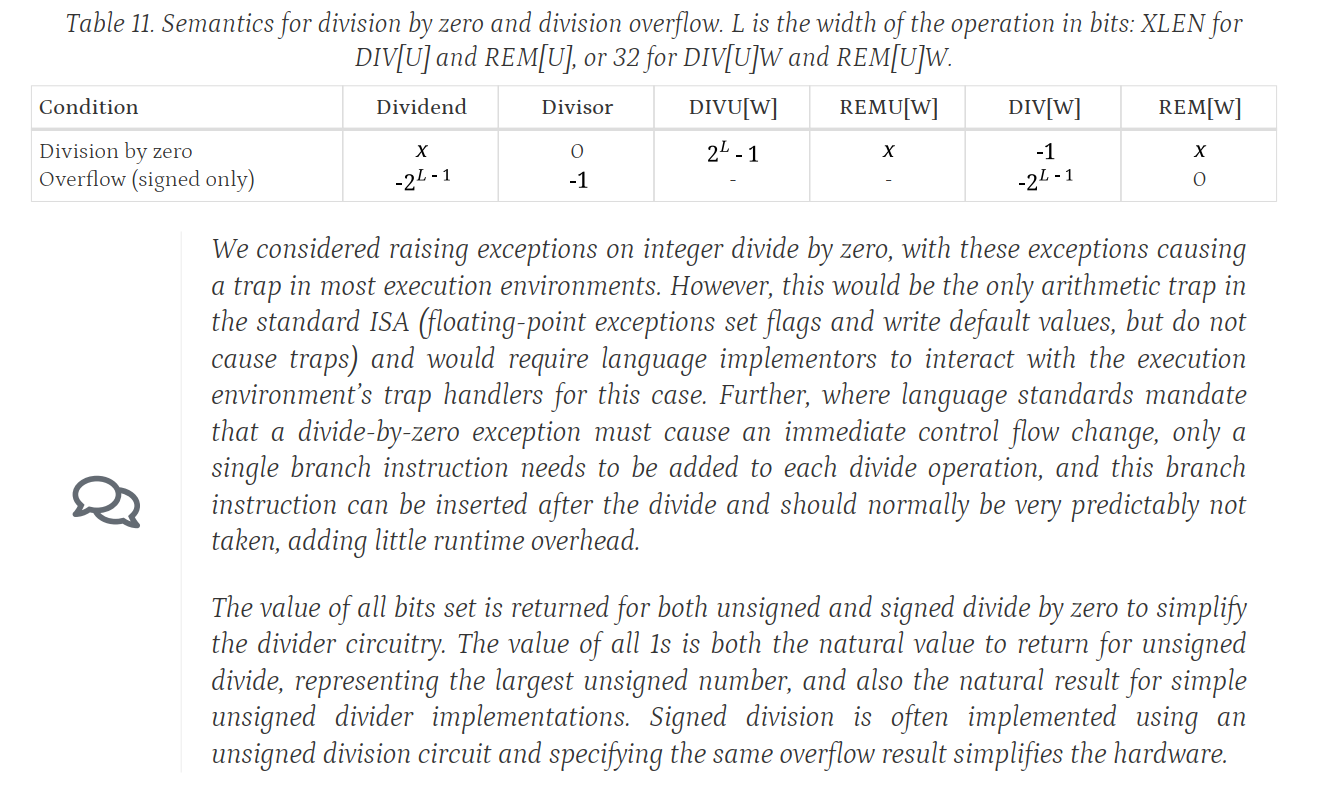 Table 11. Semantics for division by zero and division overflow. L is the width of the operation in bits: XLEN for
DIV[U] and REM[U], or 32 for DIV[U]W and REM[U]W.
Condition Dividend Divisor DIVU[W] REMU[W] DIV[W] REM[W]
Division by zero x 0 2^L - 1 x -1 x
Overflow (signed only) -2^L - 1 -1 - - -2^L - 1 0
We considered raising exceptions on integer divide by zero, with these exceptions causing
a trap in most execution environments. However, this would be the only arithmetic trap in
the standard ISA (floating-point exceptions set flags and write default values, but do not
cause traps) and would require language implementors to interact with the execution
environment’s trap handlers for this case. Further, where language standards mandate
that a divide-by-zero exception must cause an immediate control flow change, only a
single branch instruction needs to be added to each divide operation, and this branch
instruction can be inserted after the divide and should normally be very predictably not
taken, adding little runtime overhead.
The value of all bits set is returned for both unsigned and signed divide by zero to simplify
the divider circuitry. The value of all 1s is both the natural value to return for unsigned
divide, representing the largest unsigned number, and also the natural result for simple
unsigned divider implementations. Signed division is often implemented using an
unsigned division circuit and specifying the same overflow result simplifies the hardware.